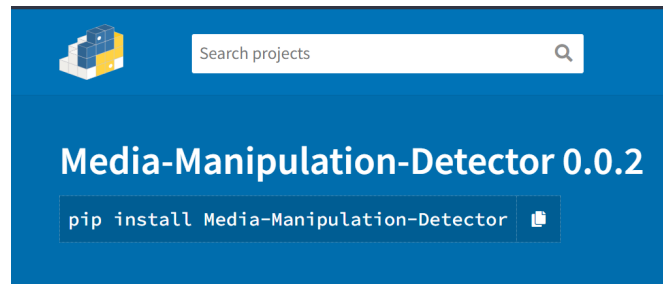 Search projects
Media-Manipulation-Detector 0.0.2
pip install Media-Manipulation-Detector